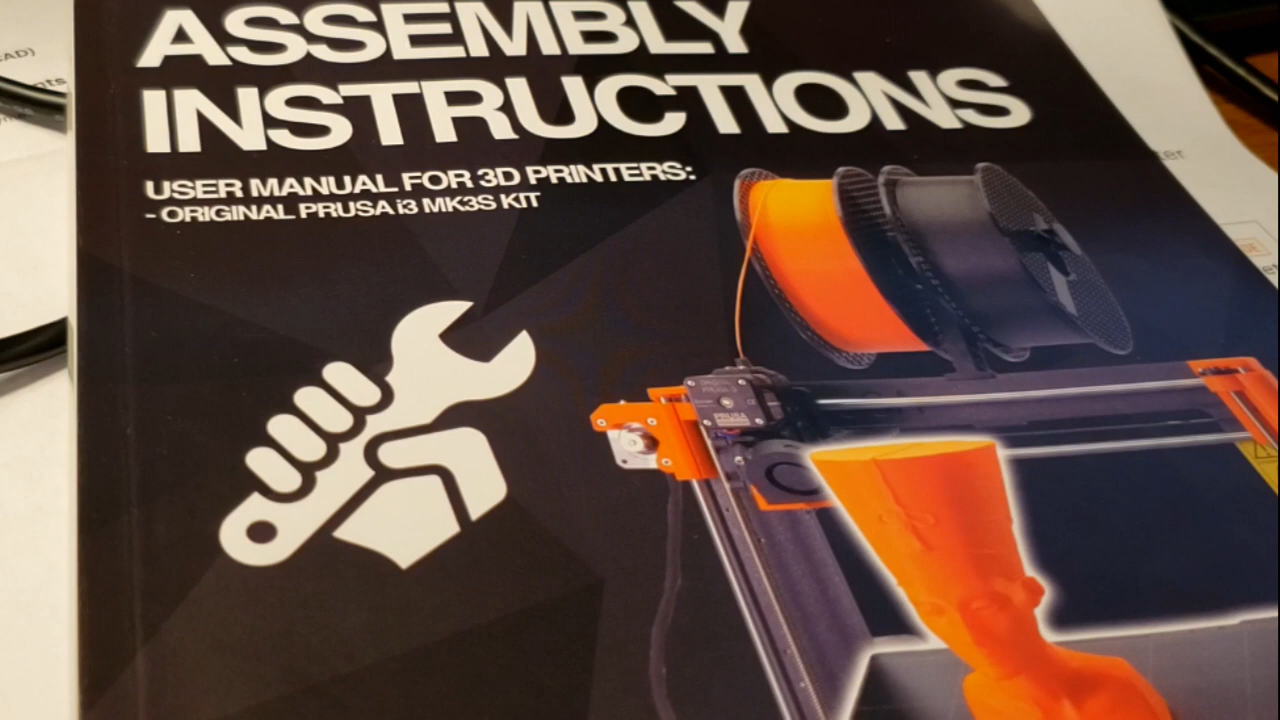 ASSEMBLY
INSTRUCTIONS
USER MANUAL FOR 3D PRINTERS:
- ORIGINAL PRUSA i3 MK3S KIT